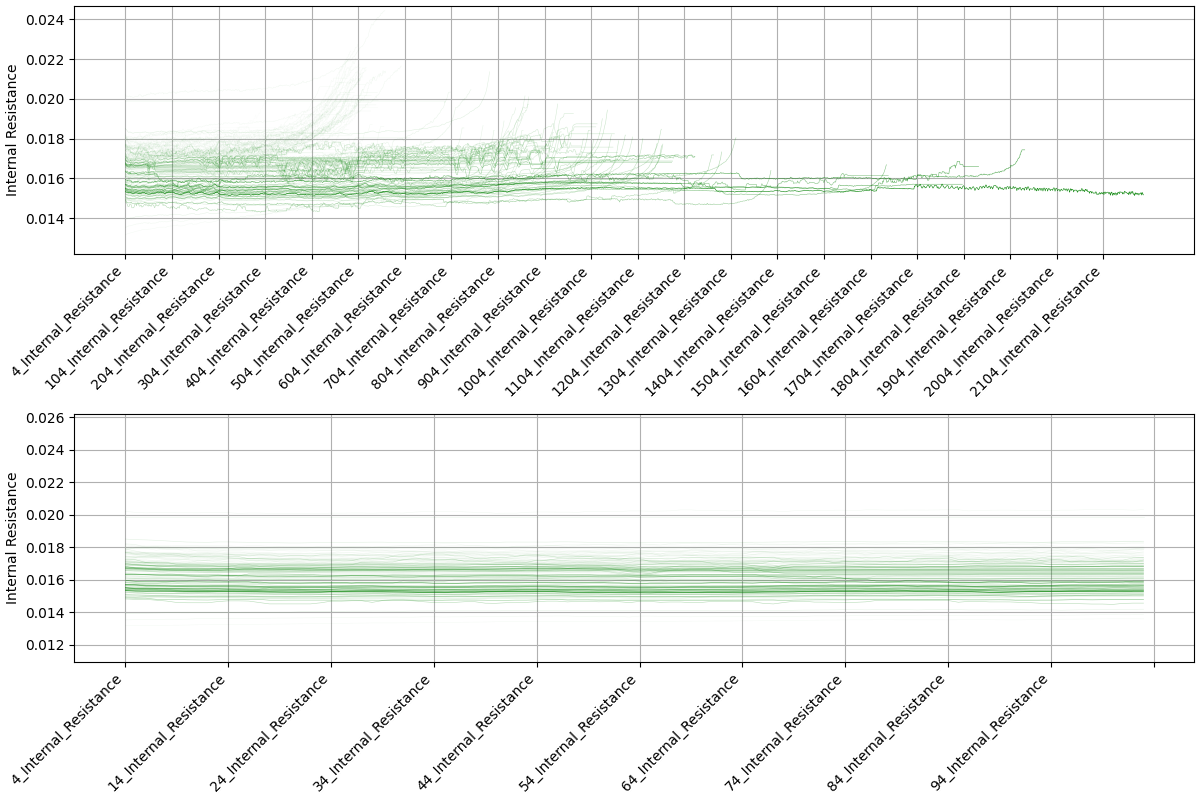 0.024
0.022
0.020
0.018
0.016
0.014
Internal Resistance
4_Internal_Resistance
104_Internal_Resistance
204_Internal_Resistance
304_Internal_Resistance
404_Internal_Resistance
504_Internal_Resistance
604_Internal_Resistance
704_Internal_Resistance
804_Internal_Resistance
904_Internal_Resistance
1004_Internal_Resistance
1104_Internal_Resistance
1204_Internal_Resistance
1304_Internal_Resistance
1404_Internal_Resistance
1504_Internal_Resistance
1604_Internal_Resistance
1704_Internal_Resistance
1804_Internal_Resistance
1904_Internal_Resistance
2004_Internal_Resistance
2104_Internal_Resistance
0.026
0.024
0.022
0.020
0.018
0.016
0.014
0.012
Internal Resistance
4_Internal_Resistance
14_Internal_Resistance
24_Internal_Resistance
34_Internal_Resistance
44_Internal_Resistance
54_Internal_Resistance
64_Internal_Resistance
74_Internal_Resistance
84_Internal_Resistance
94_Internal_Resistance